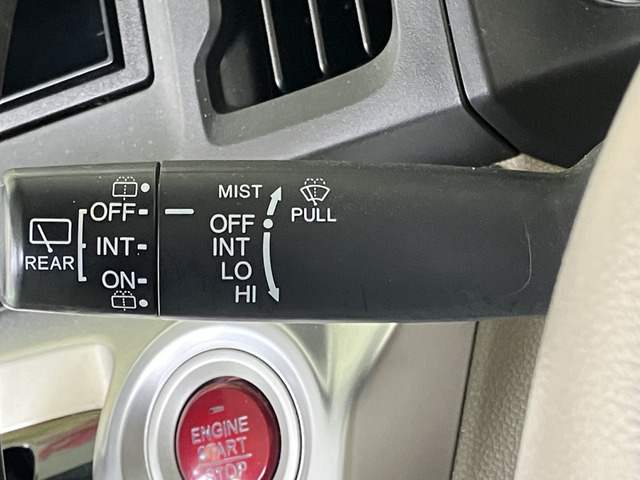 MIST
OFF
PULL
OFF
INT
INT
REAR
LO
ON
HI
ENGINE
START
STOP